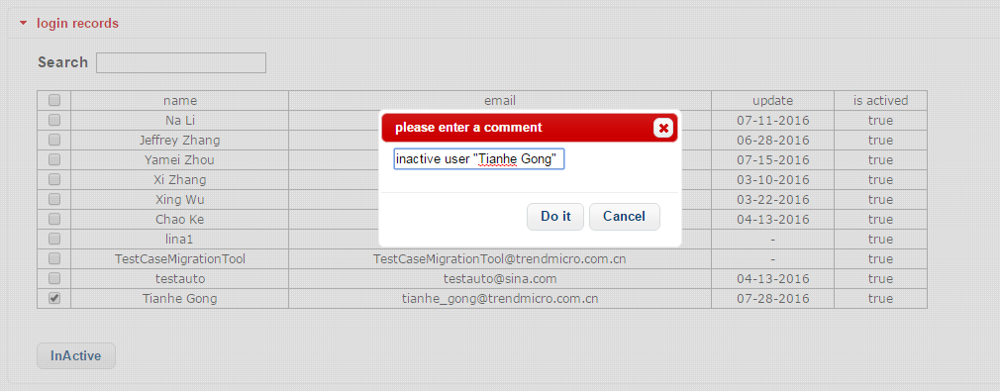 login records
Search
name email update is actived
Na Li 07-11-2016 true
Jeffrey Zhang 06-28-2016 true
Yamei Zhou 07-15-2016 true
Xi Zhang 03-10-2016 true
Xing Wu 03-22-2016 true
Chao Ke 04-13-2016 true
lina1 - true
TestCaseMigrationTool TestCaseMigrationTool@trendmicro.com.cn - true
testauto testauto@sina.com 04-13-2016 true
Tianhe Gong tianhe_gong@trendmicro.com.cn 07-28-2016 true
InActive
please enter a comment
inactive user "Tianhe Gong"
Do it Cancel